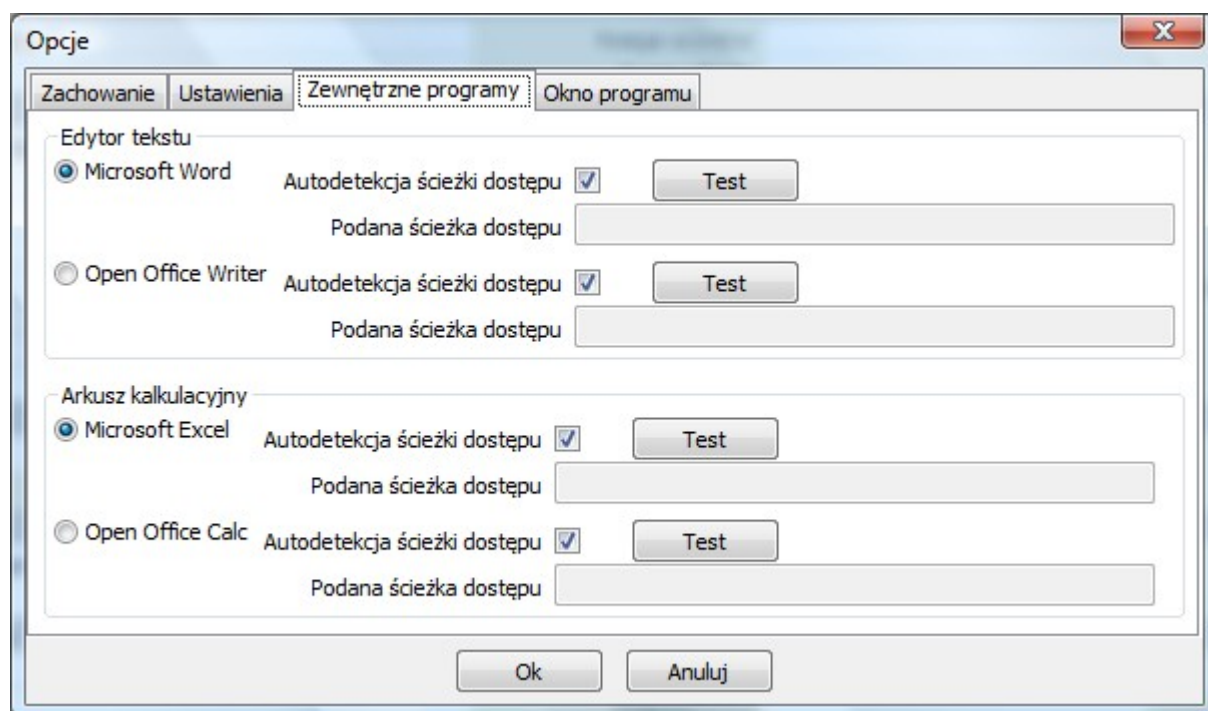 Opcje
Zachowanie Ustawienia Zewnętrzne programy Okno programu
Edytor tekstu
Microsoft Word Autodetekcja ścieżki dostępu Test
Podana ścieżka dostępu
Open Office Writer Autodetekcja ścieżki dostępu Test
Podana ścieżka dostępu
Arkusz kalkulacyjny
Microsoft Excel Autodetekcja ścieżki dostępu Test
Podana ścieżka dostępu
Open Office Calc Autodetekcja ścieżki dostępu Test
Podana ścieżka dostępu
Ok Anuluj